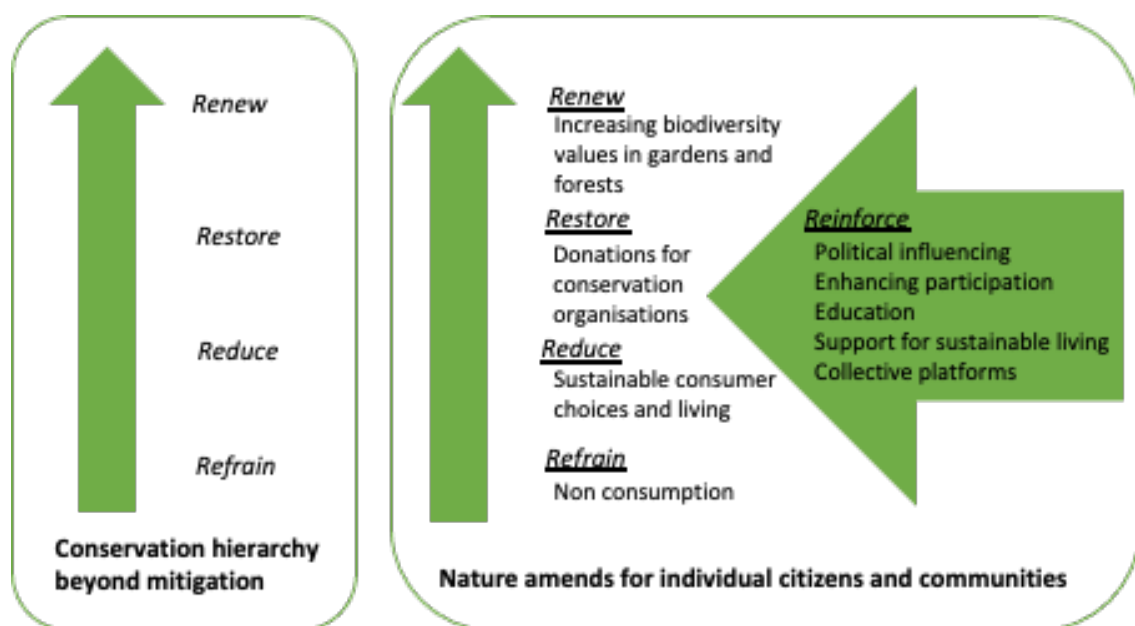 Renew
Restore
Reduce
Refrain
Conservation hierarchy
beyond mitigation
Renew
Increasing biodiversity
values in gardens and
forests
Restore
Donations for
conservation
organisations
Reduce
Sustainable consumer
choices and living
Refrain
Non consumption
Reinforce
Political influencing
Enhancing participation
Education
Support for sustainable living
Collective platforms
Nature amends for individual citizens and communities